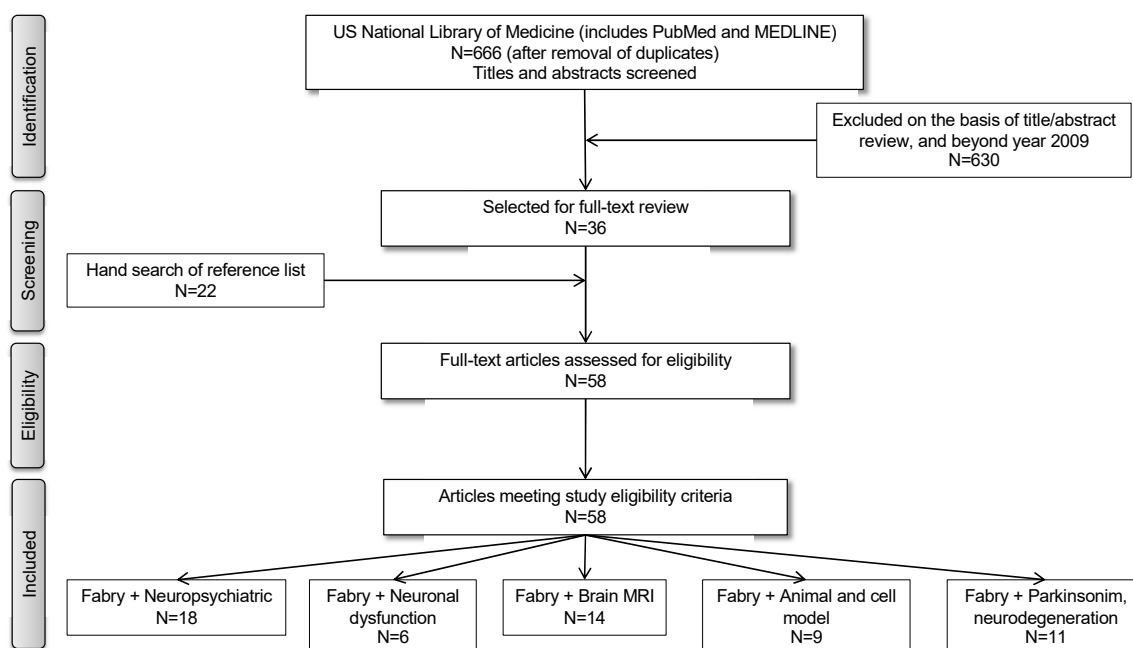 Identification
US National Library of Medicine (includes PubMed and MEDLINE)
N=666 (after removal of duplicates)
Titles and abstracts screened
Excluded on the basis of title/abstract
review, and beyond year 2009
N=630
Screening
Selected for full-text review
N=36
Hand search of reference list
N=22
Eligibility
Full-text articles assessed for eligibility
N=58
Included
Articles meeting study eligibility criteria
N=58
Fabry + Neuropsychiatric
N=18
Fabry + Neuronal
dysfunction
N=6
Fabry + Brain MRI
N=14
Fabry + Animal and cell
model
N=9
Fabry + Parkinsonim,
neurodegeneration
N=11